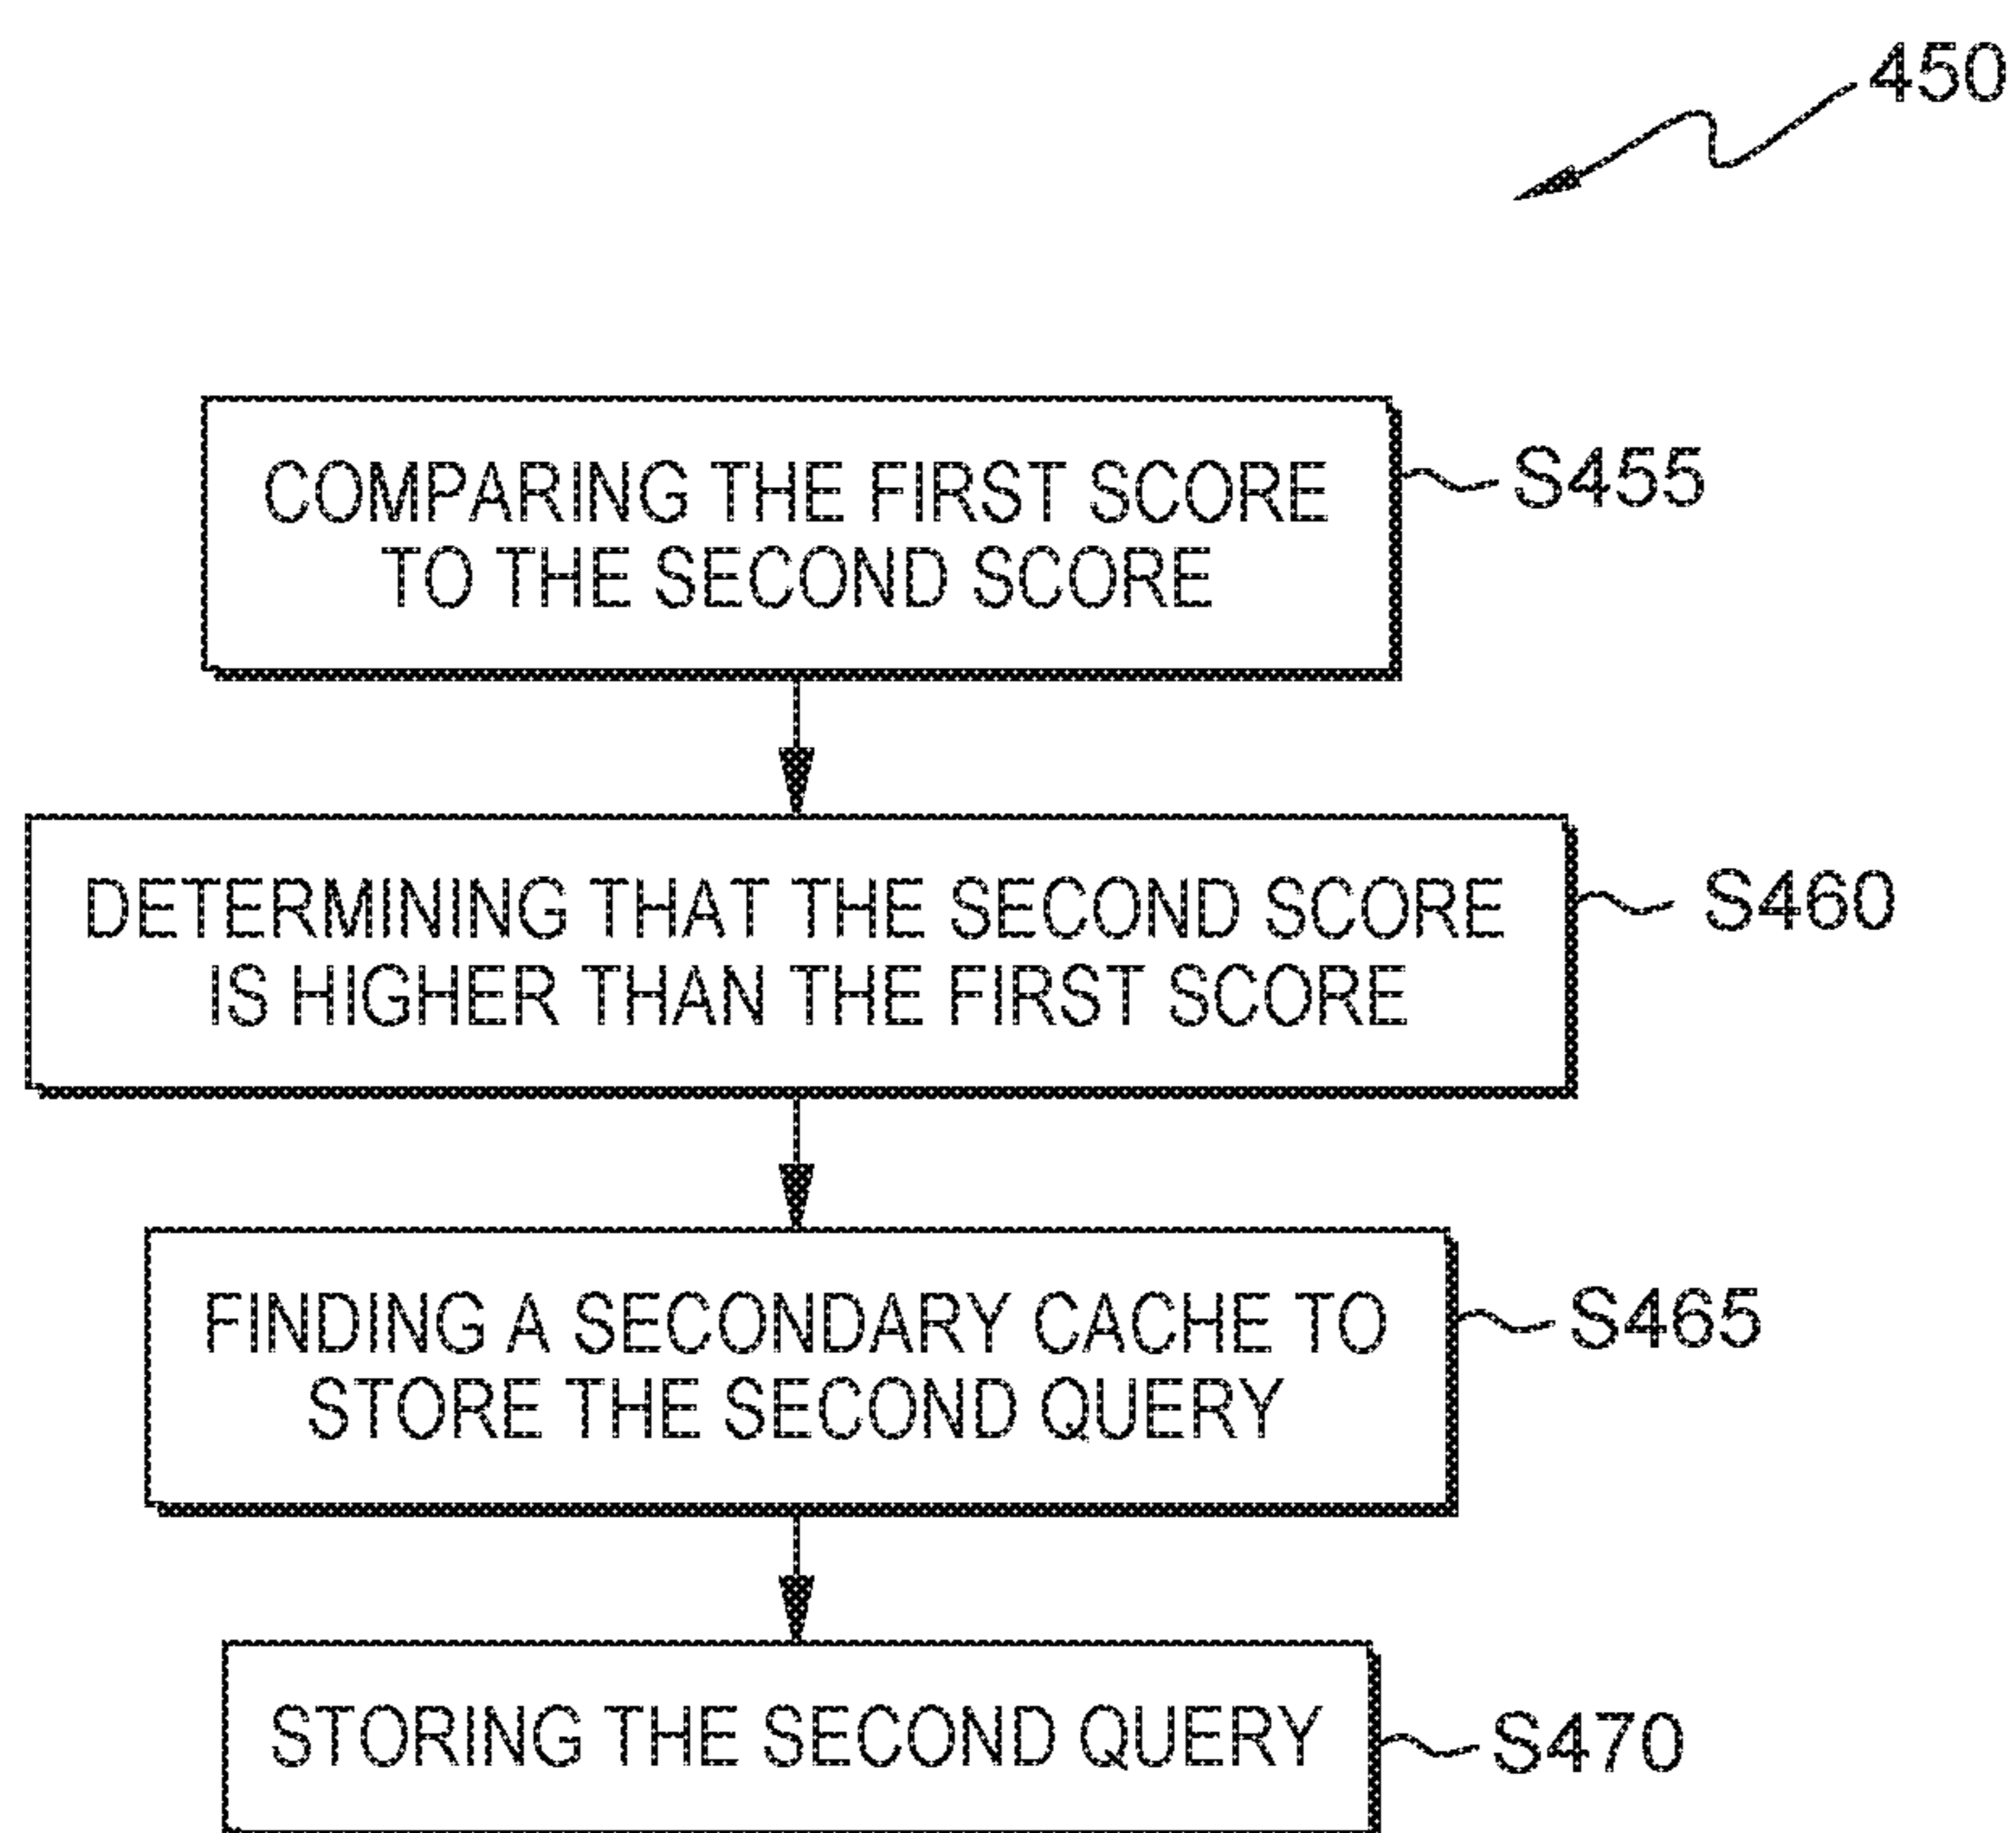 450
COMPARING THE FIRST SCORE
TO THE SECOND SCORE
S455
DETERMINING THAT THE SECOND SCORE
IS HIGHER THAN THE FIRST SCORE
S460
FINDING A SECONDARY CACHE TO
STORE THE SECOND QUERY
S465
STORING THE SECOND QUERY
S470